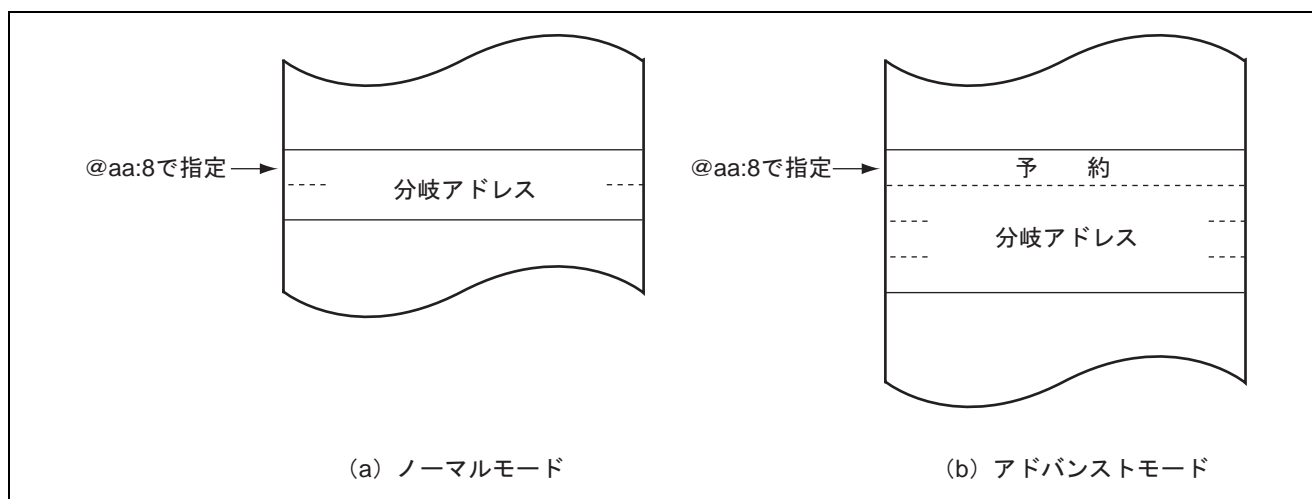 @aa:8で指定
分岐アドレス
(a) ノーマルモード
@aa:8で指定
予 約
分岐アドレス
(b) アドバンストモード